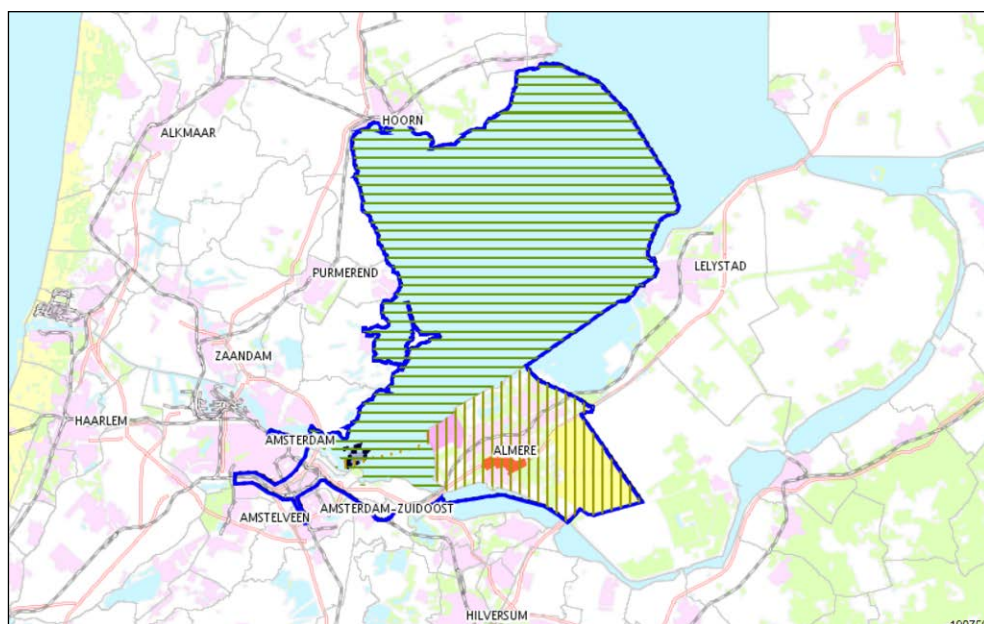 HOORN
ALKMAAR
LELYSTAD
PURMEREND
ZAANDAM
HAARLEM
AMSTERDAM
ALMERE
AMSTERDAM-ZUIDOOST
AMSTELVEEN
HILVERSUM